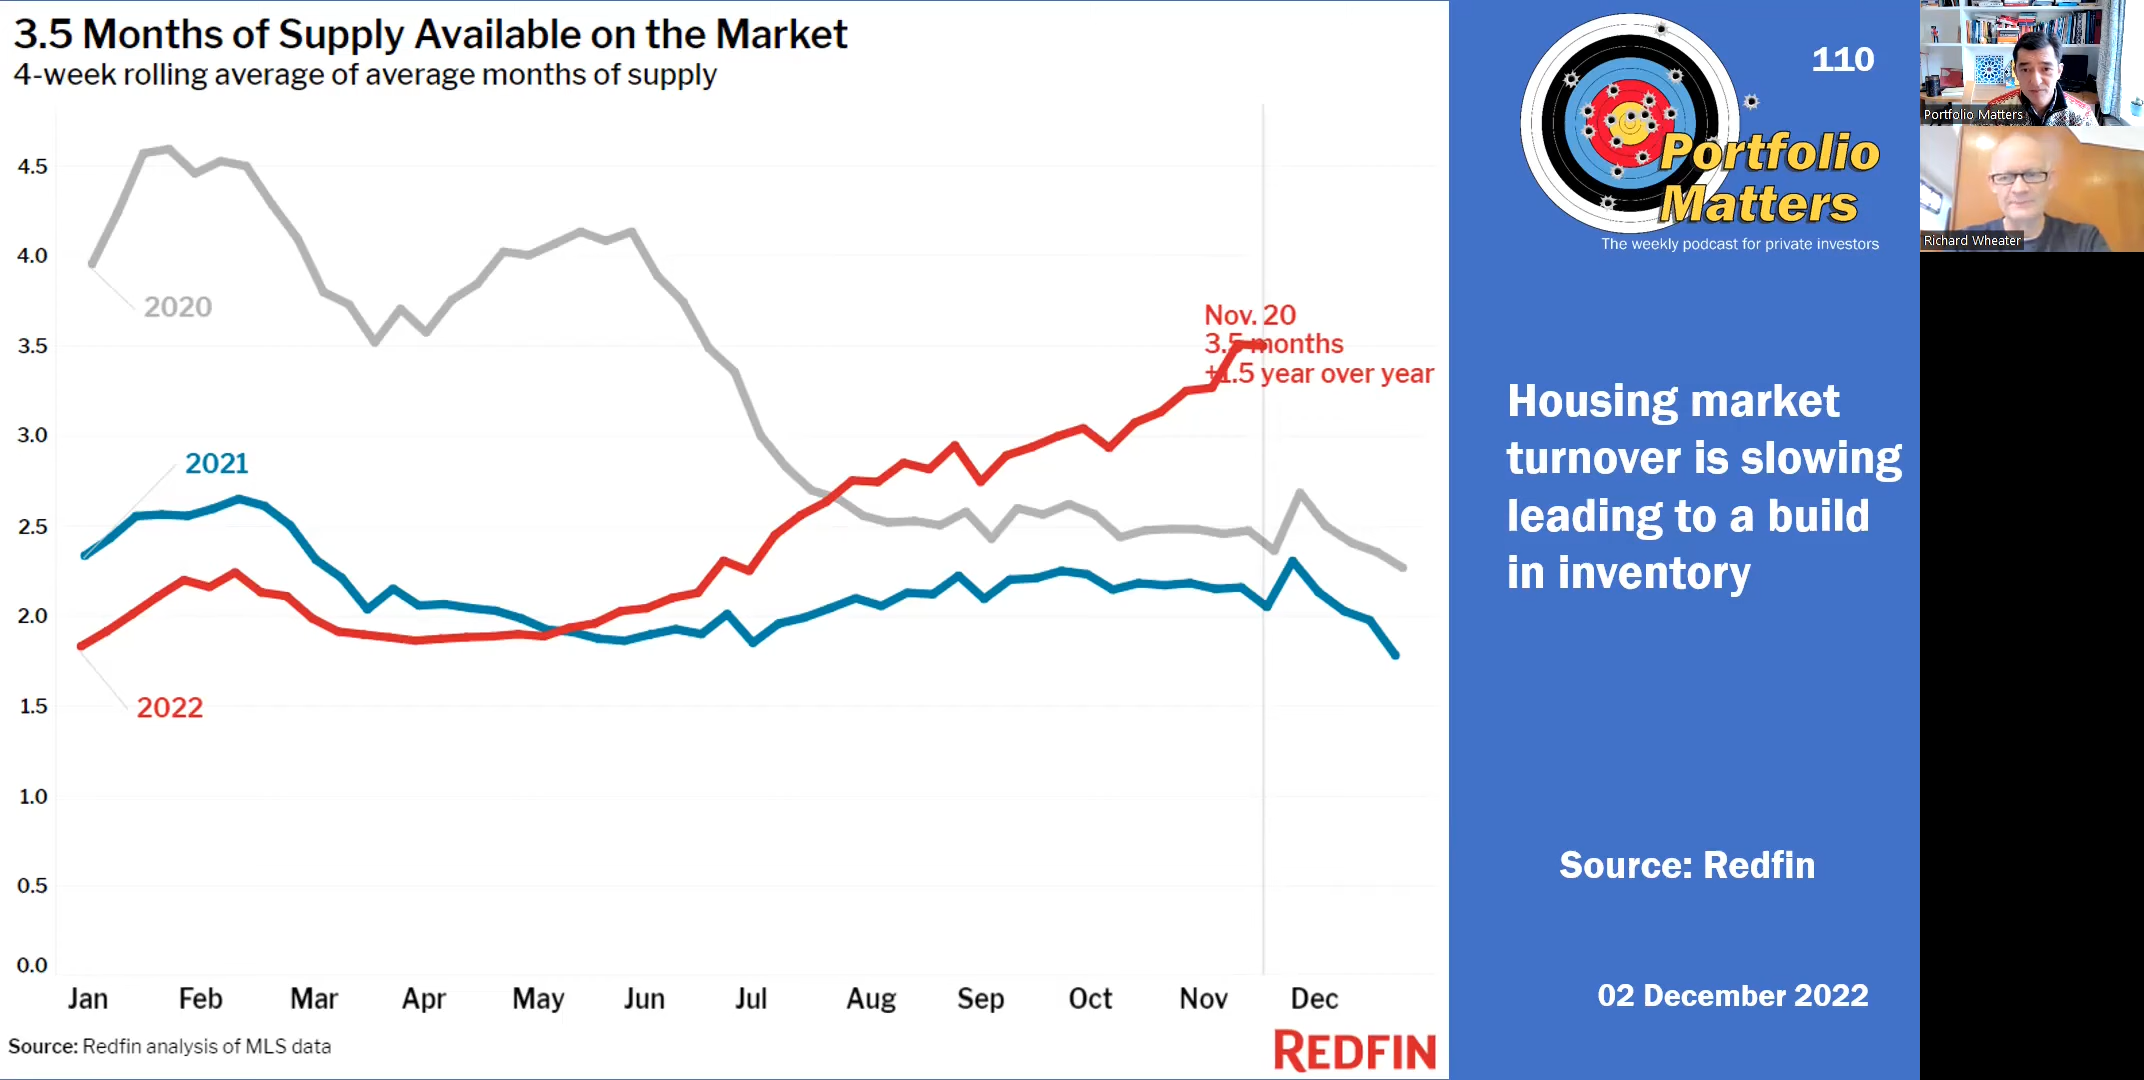 3.5 Months of Supply Available on the Market
4-week rolling average of average months of supply
4.5
4.0
3.5
3.0
2.5
2.0
1.5
1.0
0.5
0.0
2020
2021
2022
Nov. 20
3.5 months
+1.5 year over year
Jan Feb Mar Apr May Jun Jul Aug Sep Oct Nov Dec
Source: Redfin analysis of MLS data
REDFIN
110
Portfolio
Matters
The weekly podcast for private investors
Housing market
turnover is slowing
leading to a build
in inventory
Source: Redfin
02 December 2022
Portfolio Matters
Richard Wheater